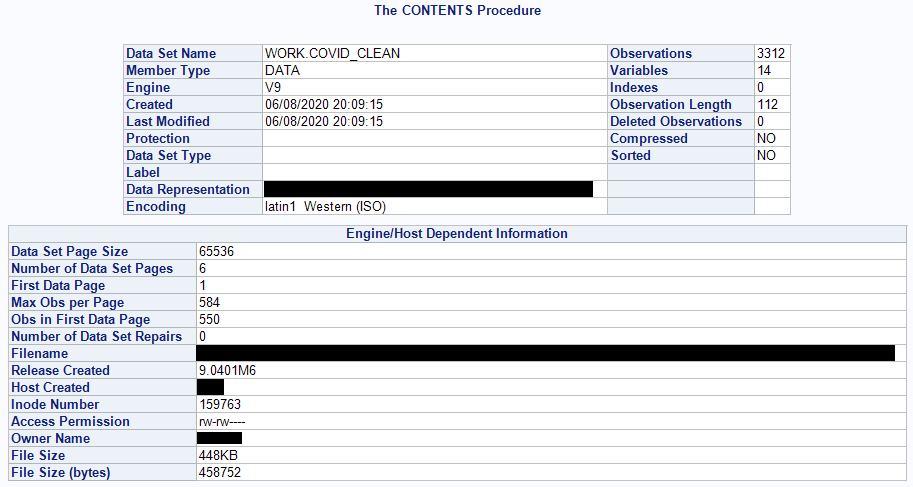 The CONTENTS Procedure
Data Set Name WORK.COVID_CLEAN Observations 3312
Member Type DATA Variables 14
Engine V9 Indexes 0
Created 06/08/2020 20:09:15 Observation Length 112
Last Modified 06/08/2020 20:09:15 Deleted Observations 0
Protection Compressed NO
Data Set Type Sorted NO
Label
Data Representation
Encoding latin1 Western (ISO)
Engine/Host Dependent Information
Data Set Page Size 65536
Number of Data Set Pages 6
First Data Page 1
Max Obs per Page 584
Obs in First Data Page 550
Number of Data Set Repairs 0
Filename
Release Created 9.0401M6
Host Created
Inode Number 159763
Access Permission rw-rw----
Owner Name
File Size 448KB
File Size (bytes) 458752